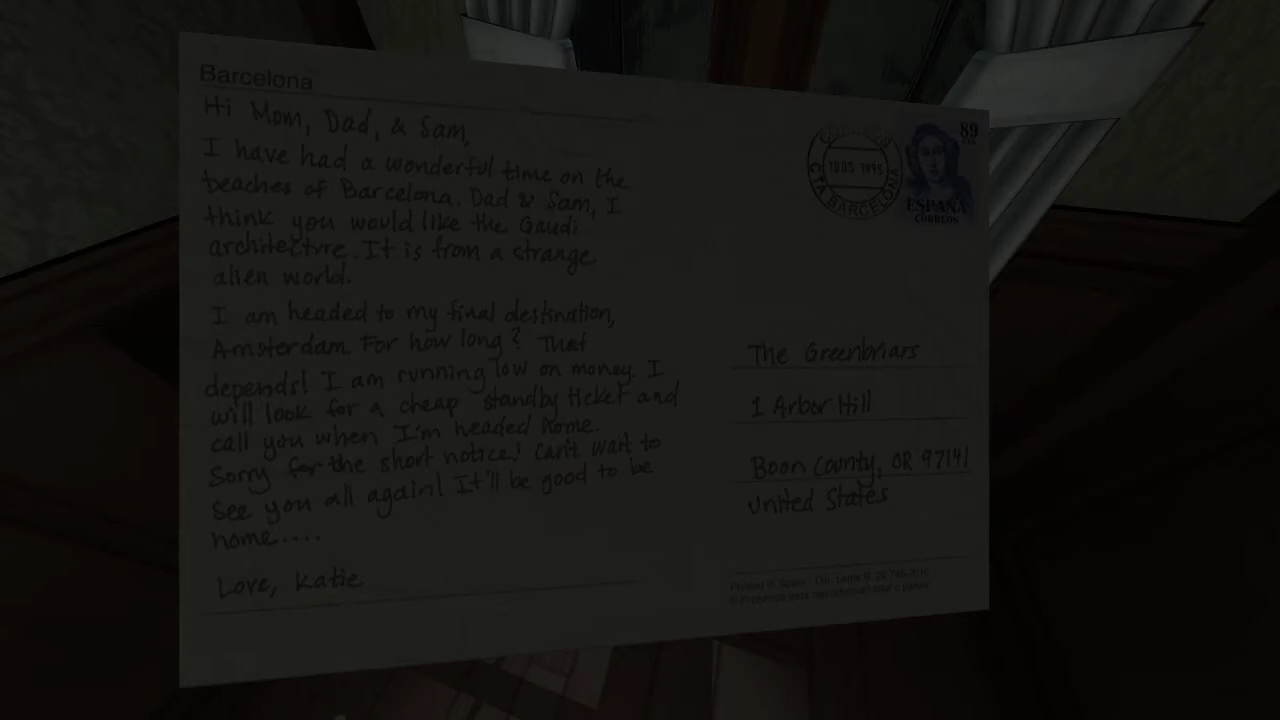 Barcelona
Hi Mom, Dad, & Sam,
I have had a wonderful time on the
beaches of Barcelona. Dad & Sam, I
think you would like the Gaudi
architecture. It is from a strange
alien world.
I am headed to my final destination,
Amsterdam. For how long? That
depends! I am running low on money. I
will look for a cheap standby ticket and
call you when I'm headed home.
Sorry for the short notice! Can't wait to
see you all again! It'll be good to be
home....
Love, Katie
CORREOS
1995
CTA BARCELONA
89
ESPAÑA
CORREOS
The Greenbriars
1 Arbor Hill
Boon County, OR 97141
United States
Printed in Spain